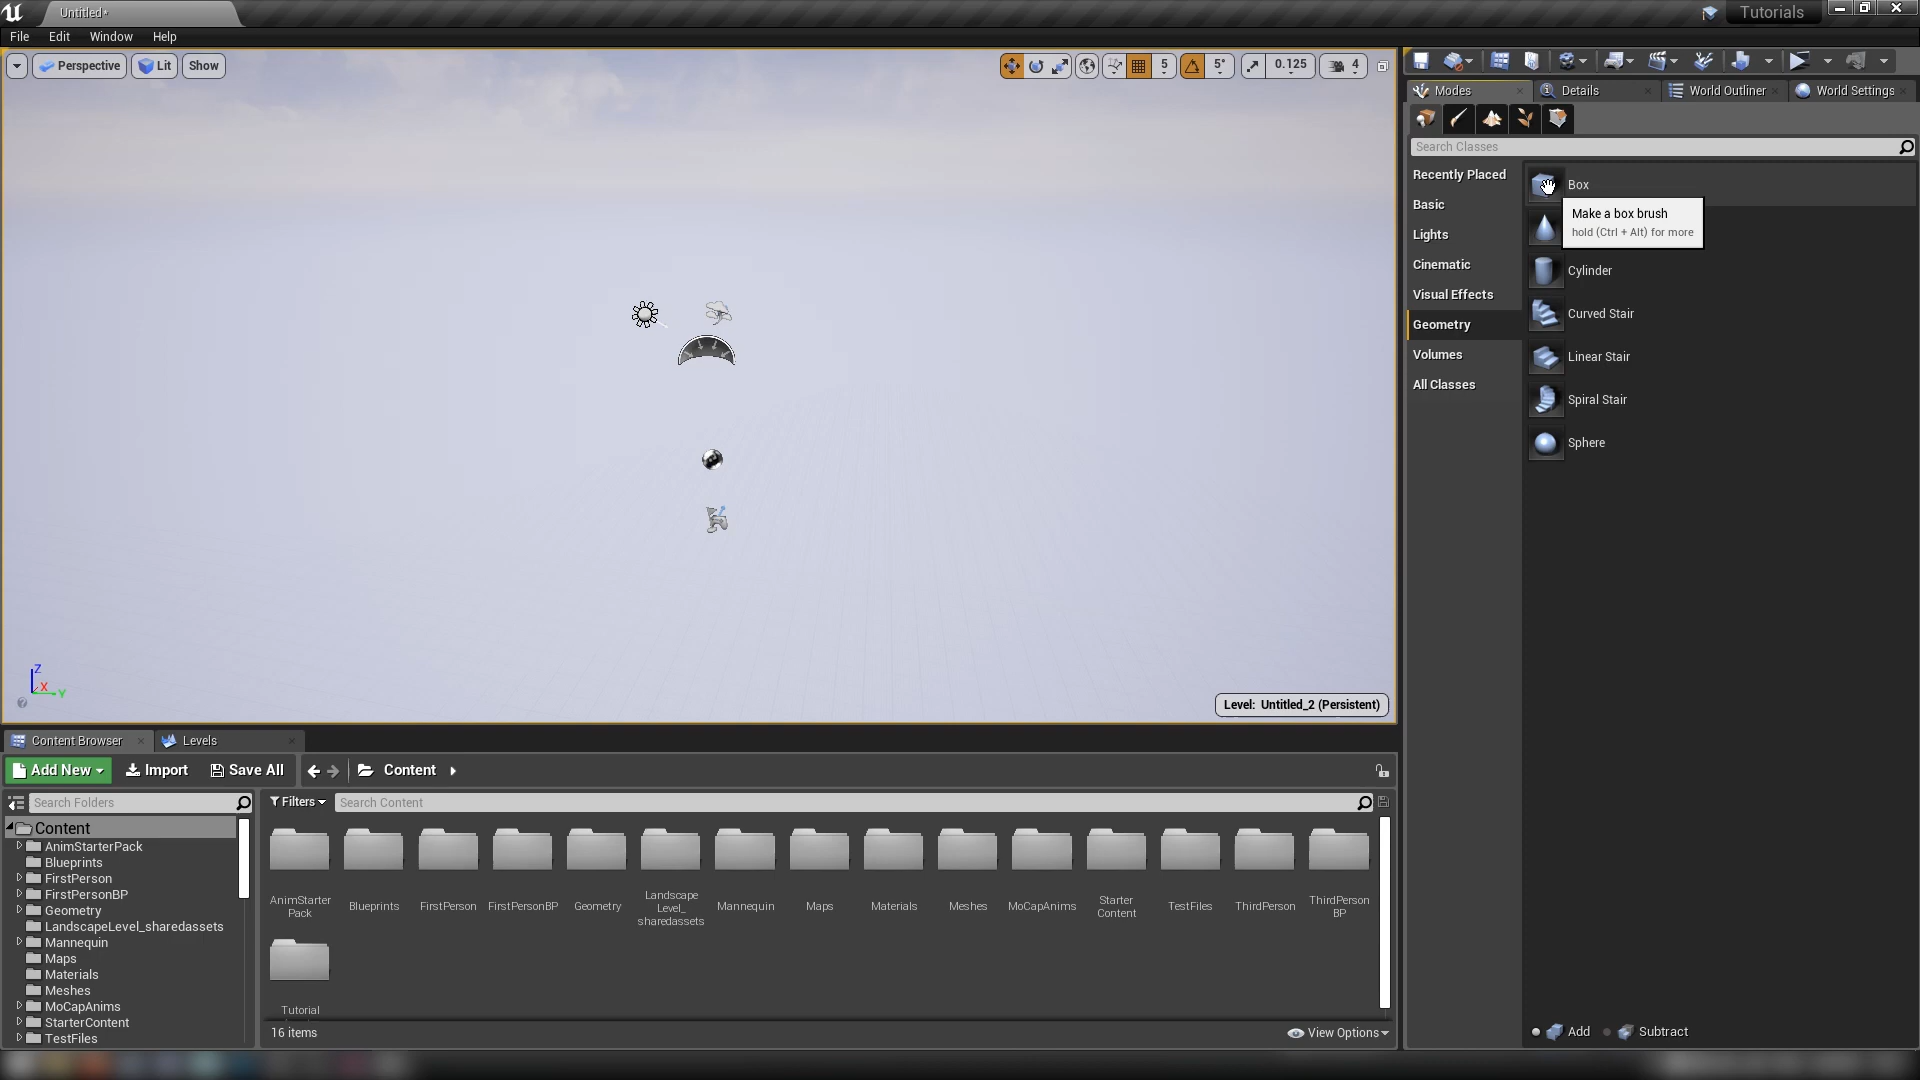 Untitled*
Tutorials
File Edit Window Help
Perspective Lit Show
5 5° 0.125 4
Modes Details World Outliner World Settings
Search Classes
Recently Placed
Basic
Lights
Cinematic
Visual Effects
Geometry
Volumes
All Classes
Box
Make a box brush
hold (Ctrl + Alt) for more
Cylinder
Curved Stair
Linear Stair
Spiral Stair
Sphere
Z
X
Y
Level: Untitled_2 (Persistent)
Content Browser Levels
Add New Import Save All Content
Search Folders
Filters Search Content
Content
AnimStarterPack
Blueprints
FirstPerson
FirstPersonBP
Geometry
LandscapeLevel_sharedassets
Mannequin
Maps
Materials
Meshes
MoCapAnims
StarterContent
TestFiles
AnimStarter
Pack
Blueprints
FirstPerson
FirstPersonBP
Geometry
Landscape
Level_
sharedassets
Mannequin
Maps
Materials
Meshes
MoCapAnims
Starter
Content
TestFiles
ThirdPerson
ThirdPerson
BP
Tutorial
16 items
View Options
Add Subtract